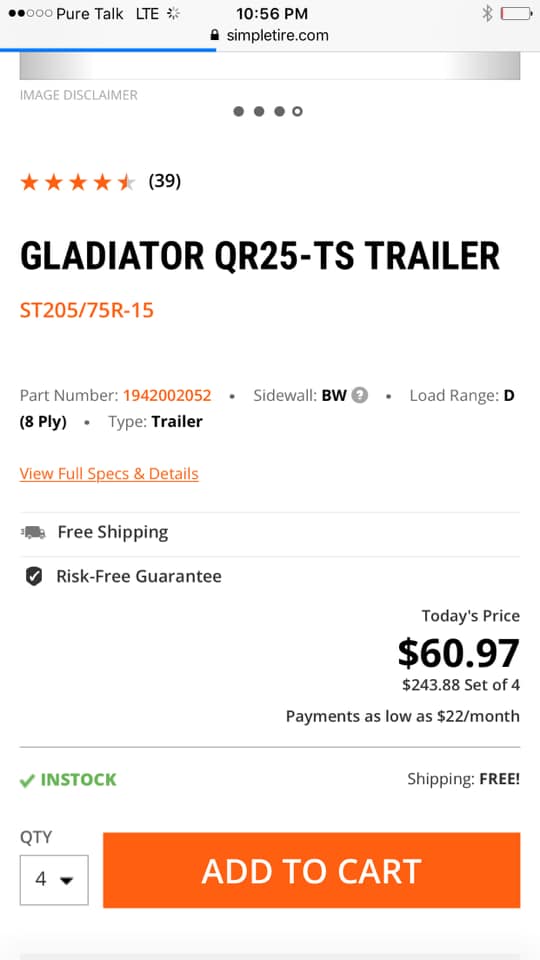 Pure Talk LTE 10:56 PM
simpletire.com
IMAGE DISCLAIMER
(39)
GLADIATOR QR25-TS TRAILER
ST205/75R-15
Part Number: 1942002052 • Sidewall: BW ? • Load Range: D
(8 Ply) • Type: Trailer
View Full Specs & Details
Free Shipping
Risk-Free Guarantee
Today's Price
$60.97
$243.88 Set of 4
Payments as low as $22/month
INSTOCK Shipping: FREE!
QTY
4 ADD TO CART